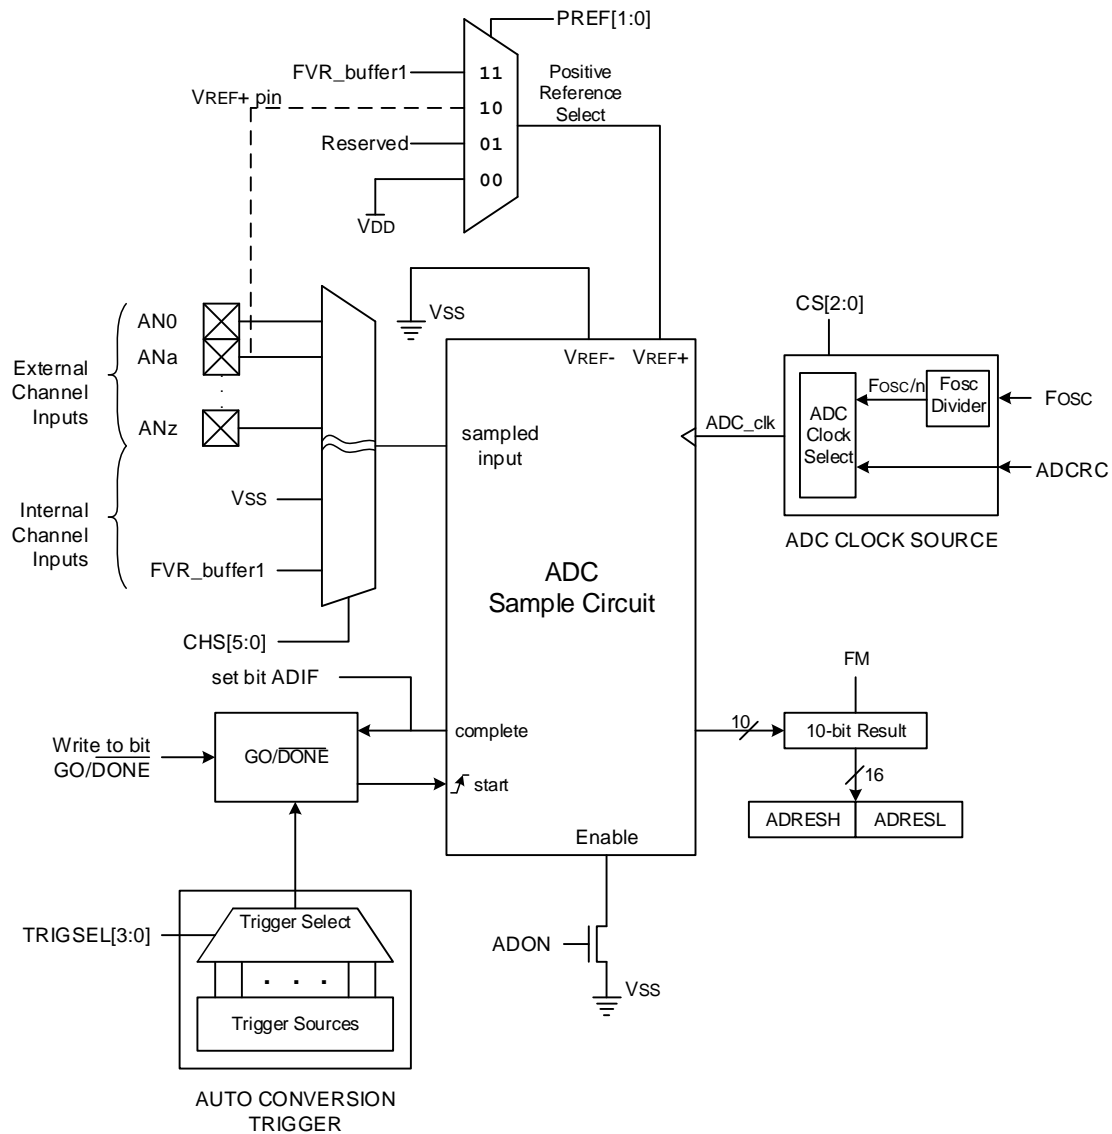 PREF[1:0]
FVR_buffer1
11
Positive
Reference
Select
VREF+ pin
10
Reserved
01
00
VDD
VSS
CS[2:0]
External
Channel
Inputs
AN0
ANa
ANz
VREF-
VREF+
FOSC/n
Fosc
Divider
FOSC
ADC
Clock
Select
ADC_clk
sampled
input
ADCRC
Internal
Channel
Inputs
VSS
FVR_buffer1
ADC CLOCK SOURCE
ADC
Sample Circuit
CHS[5:0]
set bit ADIF
FM
Write to bit
GO/DONE
GO/DONE
complete
start
10
10-bit Result
16
ADRESH
ADRESL
Enable
TRIGSEL[3:0]
Trigger Select
. . .
Trigger Sources
ADON
VSS
AUTO CONVERSION
TRIGGER